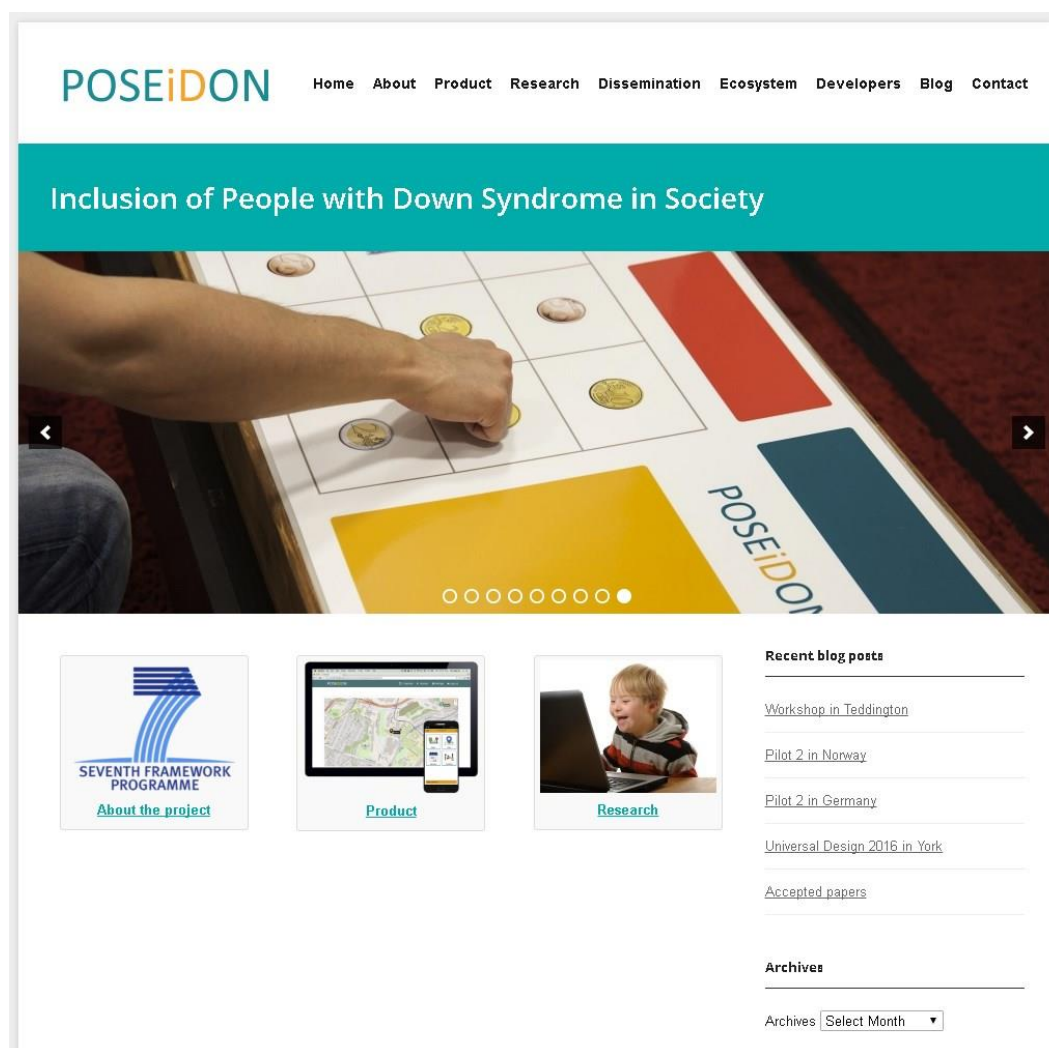 POSEiDON
Home About Product Research Dissemination Ecosystem Developers Blog Contact
Inclusion of People with Down Syndrome in Society
POSEiDON
SEVENTH FRAMEWORK
PROGRAMME
About the project
Product
Research
Recent blog posts
Workshop in Teddington
Pilot 2 in Norway
Pilot 2 in Germany
Universal Design 2016 in York
Accepted papers
Archives
Archives Select Month